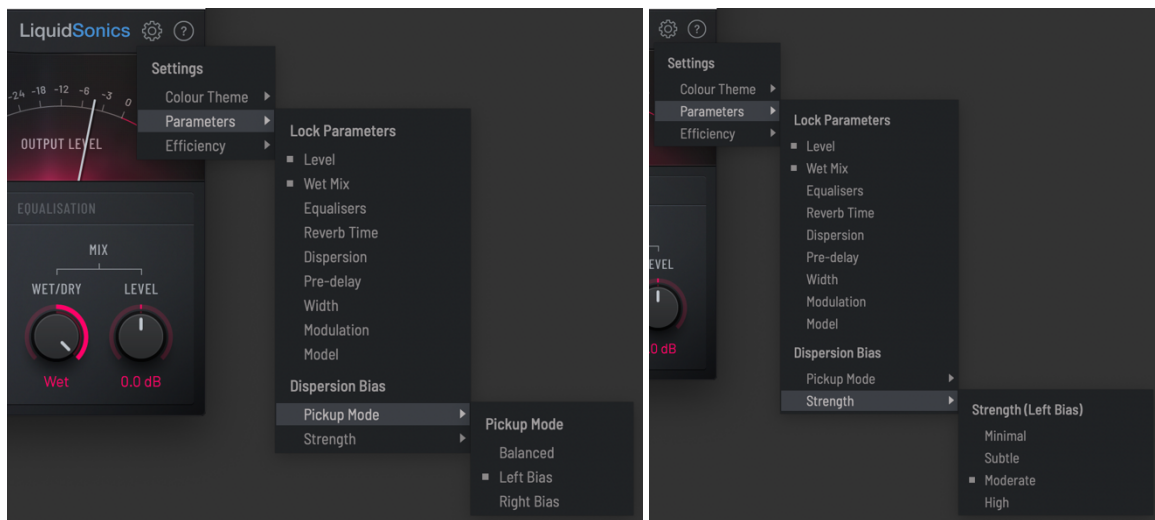 LiquidSonics
?
-24 -18 -12 -6 -3 0
OUTPUT LEVEL
EQUALISATION
MIX
WET/DRY LEVEL
Wet 0.0 dB
Settings
Colour Theme
Parameters
Efficiency
Lock Parameters
Level
Wet Mix
Equalisers
Reverb Time
Dispersion
Pre-delay
Width
Modulation
Model
Dispersion Bias
Pickup Mode
Strength
Pickup Mode
Balanced
Left Bias
Right Bias
?
EVEL
0 dB
Settings
Colour Theme
Parameters
Efficiency
Lock Parameters
Level
Wet Mix
Equalisers
Reverb Time
Dispersion
Pre-delay
Width
Modulation
Model
Dispersion Bias
Pickup Mode
Strength
Strength (Left Bias)
Minimal
Subtle
Moderate
High